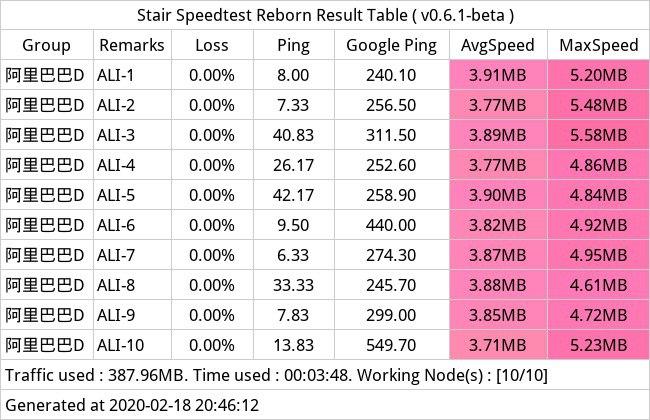 Stair Speedtest Reborn Result Table ( v0.6.1-beta )
Group Remarks Loss Ping Google Ping AvgSpeed MaxSpeed
阿里巴巴D ALI-1 0.00% 8.00 240.10 3.91MB 5.20MB
阿里巴巴D ALI-2 0.00% 7.33 256.50 3.77MB 5.48MB
阿里巴巴D ALI-3 0.00% 40.83 311.50 3.89MB 5.58MB
阿里巴巴D ALI-4 0.00% 26.17 252.60 3.77MB 4.86MB
阿里巴巴D ALI-5 0.00% 42.17 258.90 3.90MB 4.84MB
阿里巴巴D ALI-6 0.00% 9.50 440.00 3.82MB 4.92MB
阿里巴巴D ALI-7 0.00% 6.33 274.30 3.87MB 4.95MB
阿里巴巴D ALI-8 0.00% 33.33 245.70 3.88MB 4.61MB
阿里巴巴D ALI-9 0.00% 7.83 299.00 3.85MB 4.72MB
阿里巴巴D ALI-10 0.00% 13.83 549.70 3.71MB 5.23MB
Traffic used : 387.96MB. Time used : 00:03:48. Working Node(s) : [10/10]
Generated at 2020-02-18 20:46:12